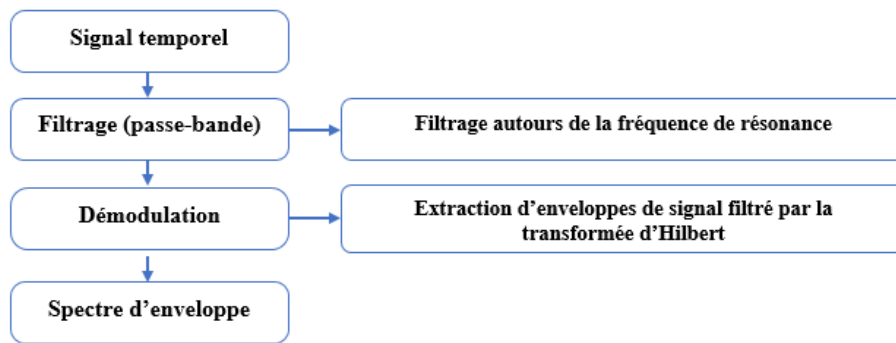 Signal temporel
Filtrage (passe-bande)
Filtrage autours de la fréquence de résonance
Démodulation
Extraction d'enveloppes de signal filtré par la
transformée d'Hilbert
Spectre d'enveloppe